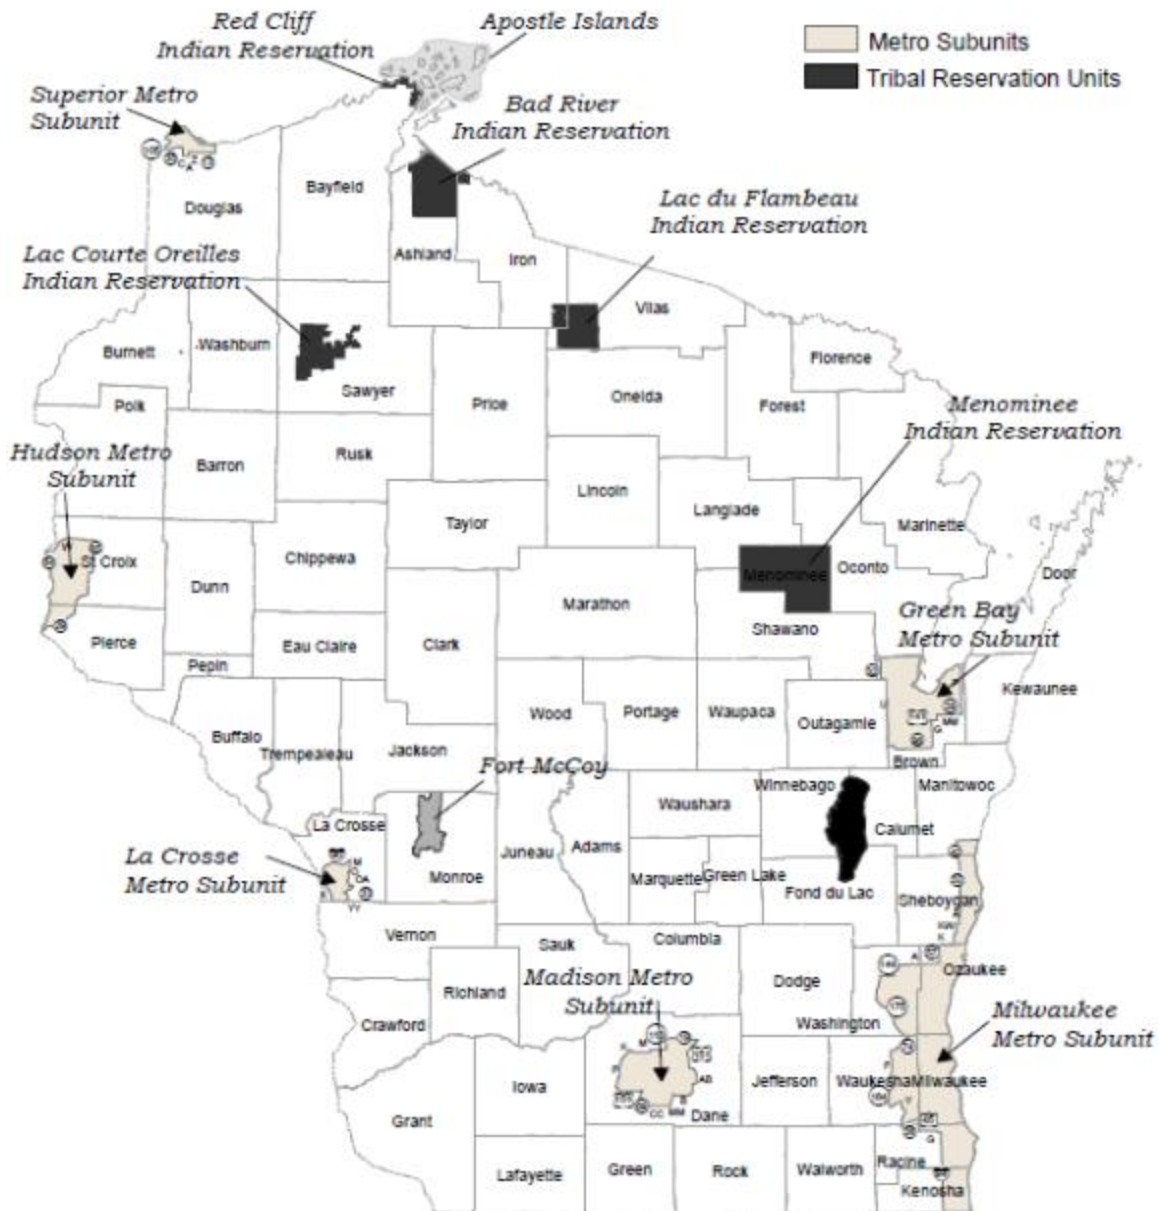 Red Cliff
Indian Reservation
Apostle Islands
Metro Subunits
Tribal Reservation Units
Superior Metro
Subunit
Bad River
Indian Reservation
Bayfield
Douglas
Lac du Flambeau
Indian Reservation
Lac Courte Oreilles
Indian Reservation
Ashland
Iron
Vilas
Burnett
Washburn
Sawyer
Florence
Price
Oneida
Forest
Polk
Menominee
Indian Reservation
Hudson Metro
Subunit
Barron
Rusk
Lincoln
Langlade
Taylor
Marinette
St Croix
Chippewa
Dunn
Menominee
Oconto
Door
Marathon
Green Bay
Metro Subunit
Pierce
Eau Claire
Clark
Shawano
Pepin
Kewaunee
Wood
Portage
Waupaca
Outagamie
Buffalo
Trempealeau
Jackson
Brown
Fort McCoy
Winnebago
Manitowoc
Waushara
La Crosse
Calumet
Juneau
Adams
La Crosse
Metro Subunit
Monroe
Marquette
Green Lake
Fond du Lac
Sheboygan
Vernon
Sauk
Columbia
Madison Metro
Subunit
Dodge
Ozaukee
Richland
Crawford
Washington
Milwaukee
Metro Subunit
Iowa
Jefferson
Waukesha
Milwaukee
Dane
Grant
Lafayette
Green
Rock
Walworth
Racine
Kenosha